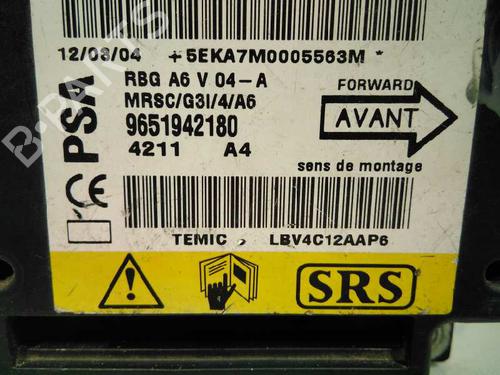 12/03/04 +5EKA7M0005563M*
RBG A6 V 04-A
MRSC/G3I/4/A6
9651942180
4211 A4
PSA
CE
FORWARD
AVANT
sens de montage
TEMIC, LBV4C12AAP6
SRS
B-PARTS